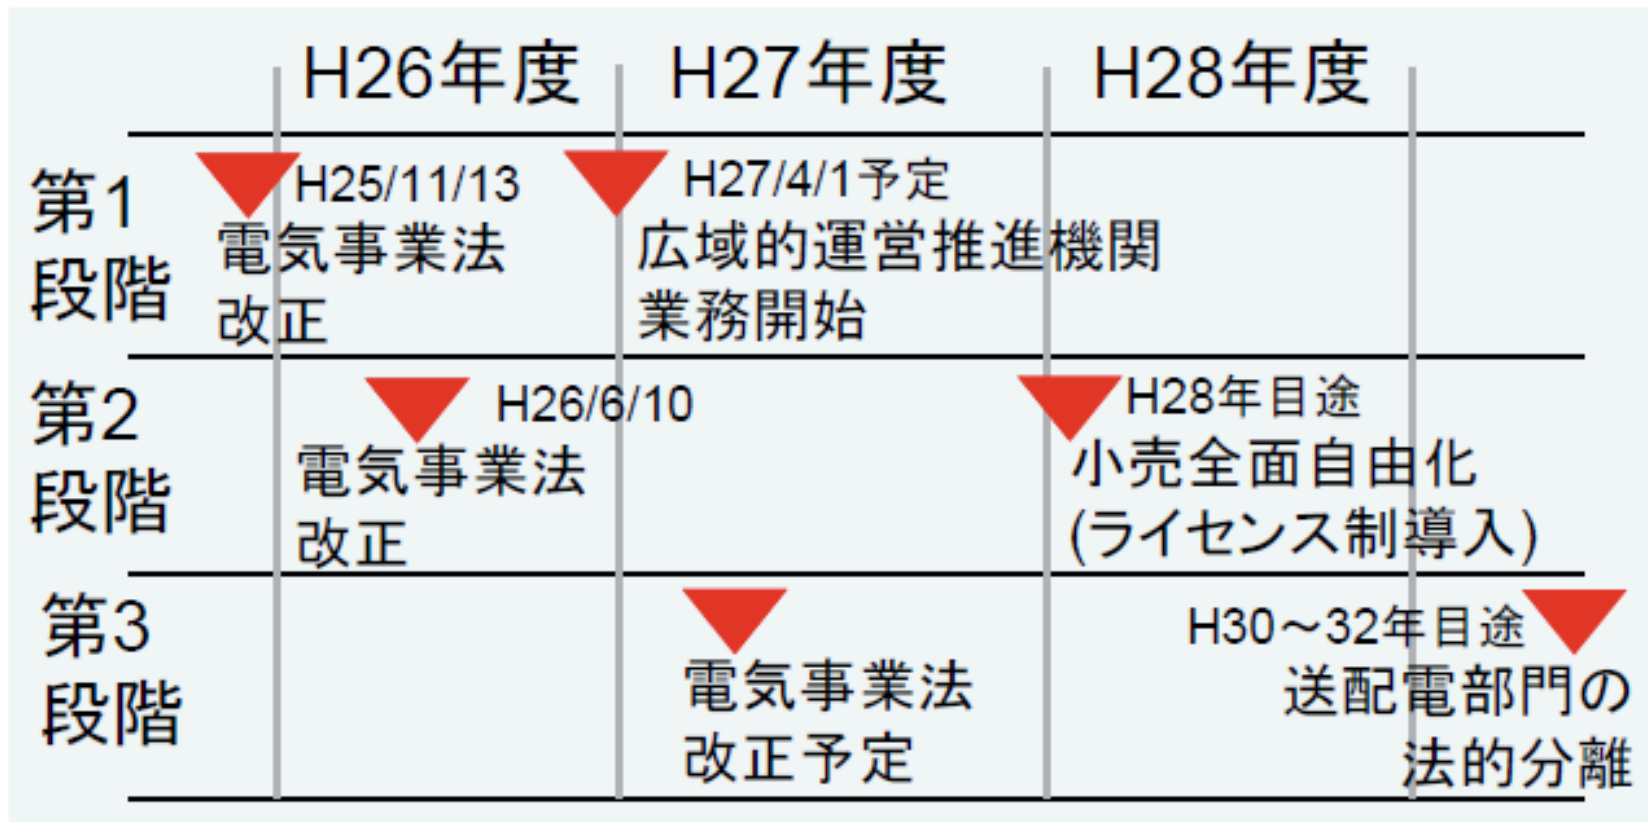 H26年度 H27年度 H28年度
第1
段階
H25/11/13
電気事業法
改正
H27/4/1予定
広域的運営推進機関
業務開始
第2
段階
H26/6/10
電気事業法
改正
H28年目途
小売全面自由化
(ライセンス制導入)
第3
段階
電気事業法
改正予定
H30～32年目途
送配電部門の
法的分離